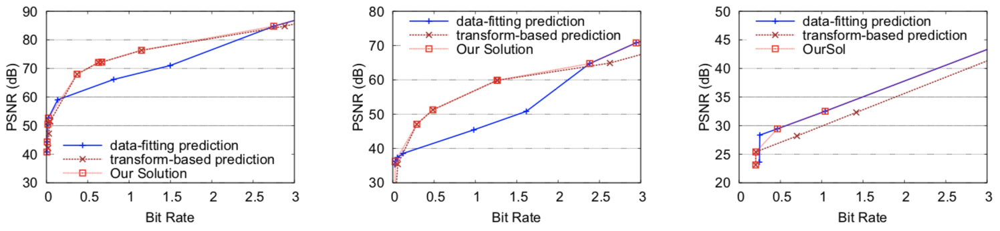 90
80
70
60
50
40
30
PSNR (dB)
data-fitting prediction
transform-based prediction
Our Solution
0 0.5 1 1.5 2 2.5 3
Bit Rate
80
70
60
50
40
30
PSNR (dB)
data-fitting prediction
transform-based prediction
Our Solution
0 0.5 1 1.5 2 2.5 3
Bit Rate
50
45
40
35
30
25
20
PSNR (dB)
data-fitting prediction
transform-based prediction
OurSol
0 0.5 1 1.5 2 2.5 3
Bit Rate